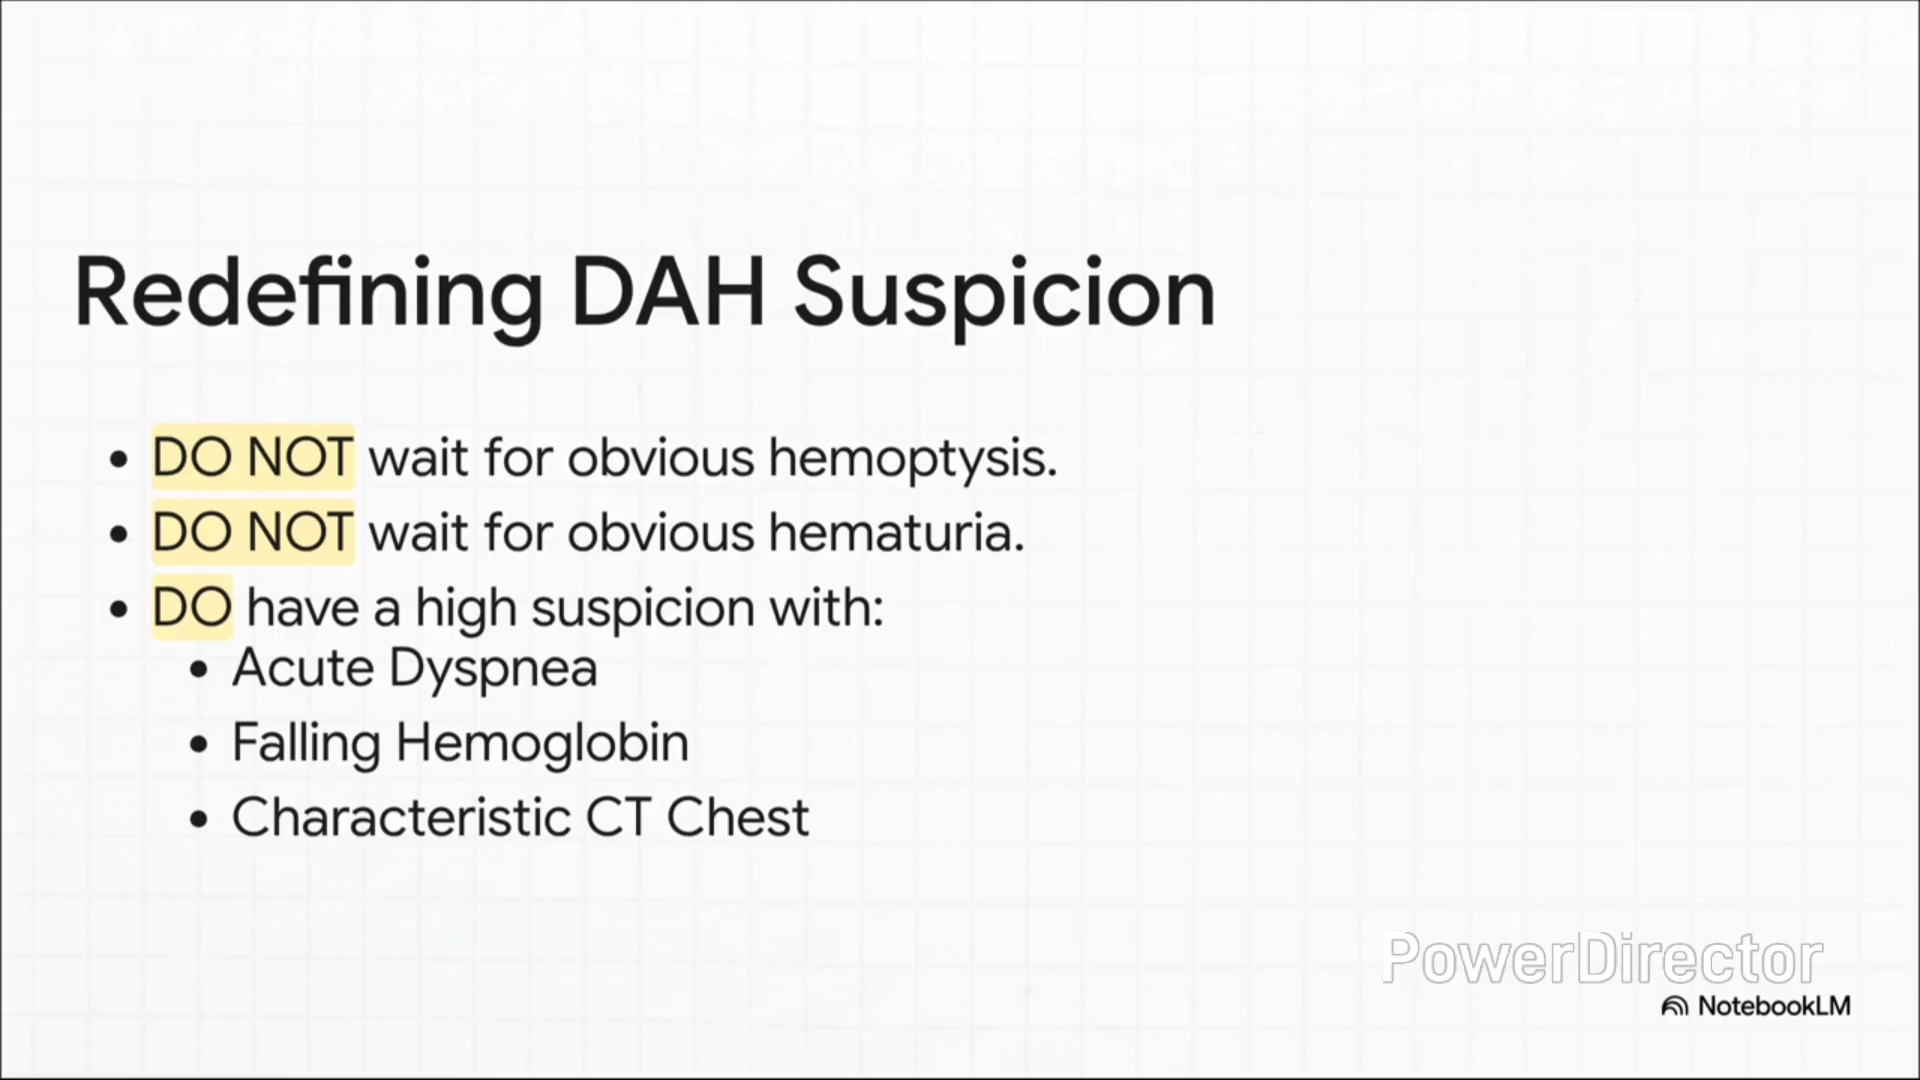 Redefining DAH Suspicion
• DO NOT wait for obvious hemoptysis.
• DO NOT wait for obvious hematuria.
• DO have a high suspicion with:
• Acute Dyspnea
• Falling Hemoglobin
• Characteristic CT Chest
PowerDirector
NotebookLM